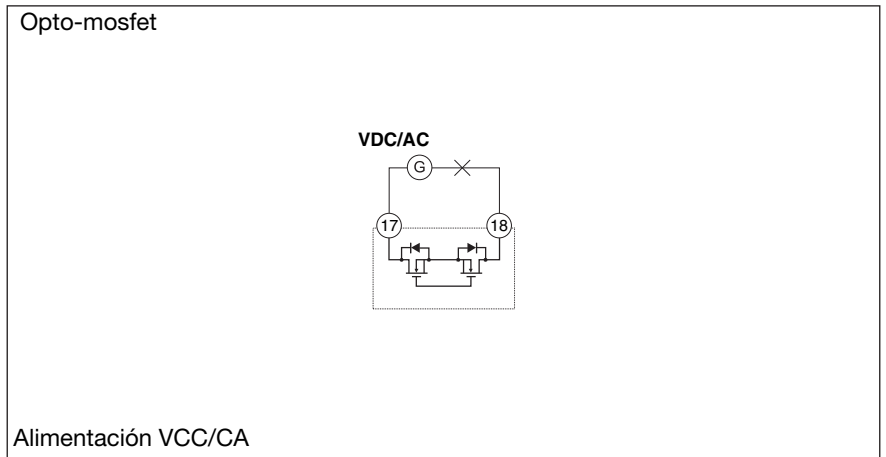 Opto-mosfet
VDC/AC
G
17
18
Alimentación VCC/CA